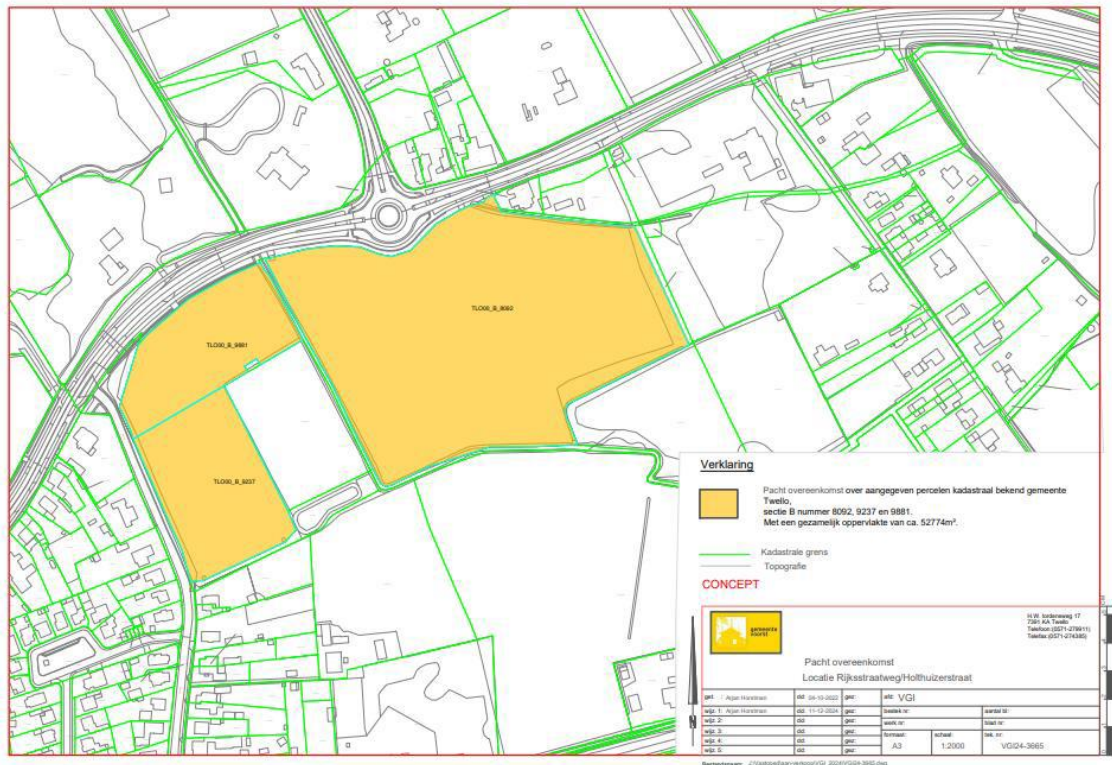 TLO00_B_8092
TLO00_B_9881
TLO00_B_9237
Verklaring
Pacht overeenkomst over aangegeven percelen kadastraal bekend gemeente
Twello,
sectie B nummer 8092, 9237 en 9881.
Met een gezamelijk oppervlakte van ca. 52774m².
Kadastrale grens
Topografie
CONCEPT
gemeente
voorst
H.W. Iordensweg 17
7391 KA Twello
Telefoon (0571-279911)
Telefax (0571-274385)
Pacht overeenkomst
Locatie Rijksstraatweg/Holthuizerstraat
get. / Arjan Horstman dd: 04-10-2022 gez: afd: VGI
wijz. 1: Arjan Horstman dd: 11-12-2024 gez: bestek nr: aantal bl:
wijz. 2: dd: gez: werk nr: blad nr:
wijz. 3: dd: gez: formaat: schaal: tek. nr:
wijz. 4: dd: gez: A3 1:2000 VGI24-3665
wijz. 5: dd: gez:
N